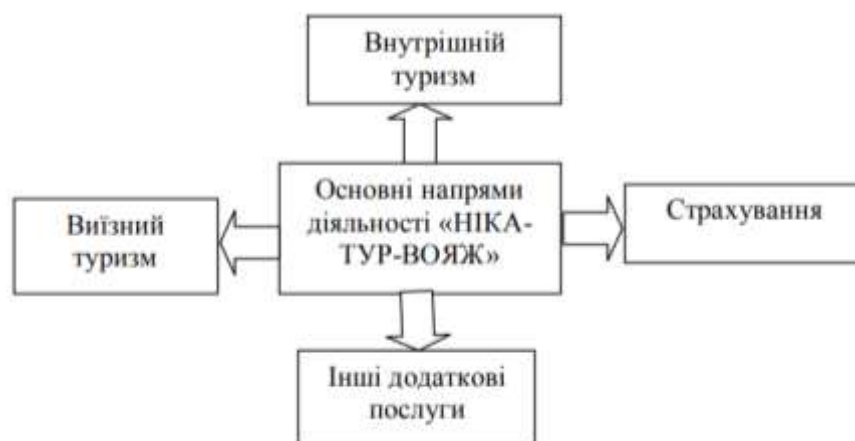 Внутрішній
туризм
Основні напрями
діяльності «НІКА-
ТУР-ВОЯЖ»
Виїзний
туризм
Страхування
Інші додаткові
послуги